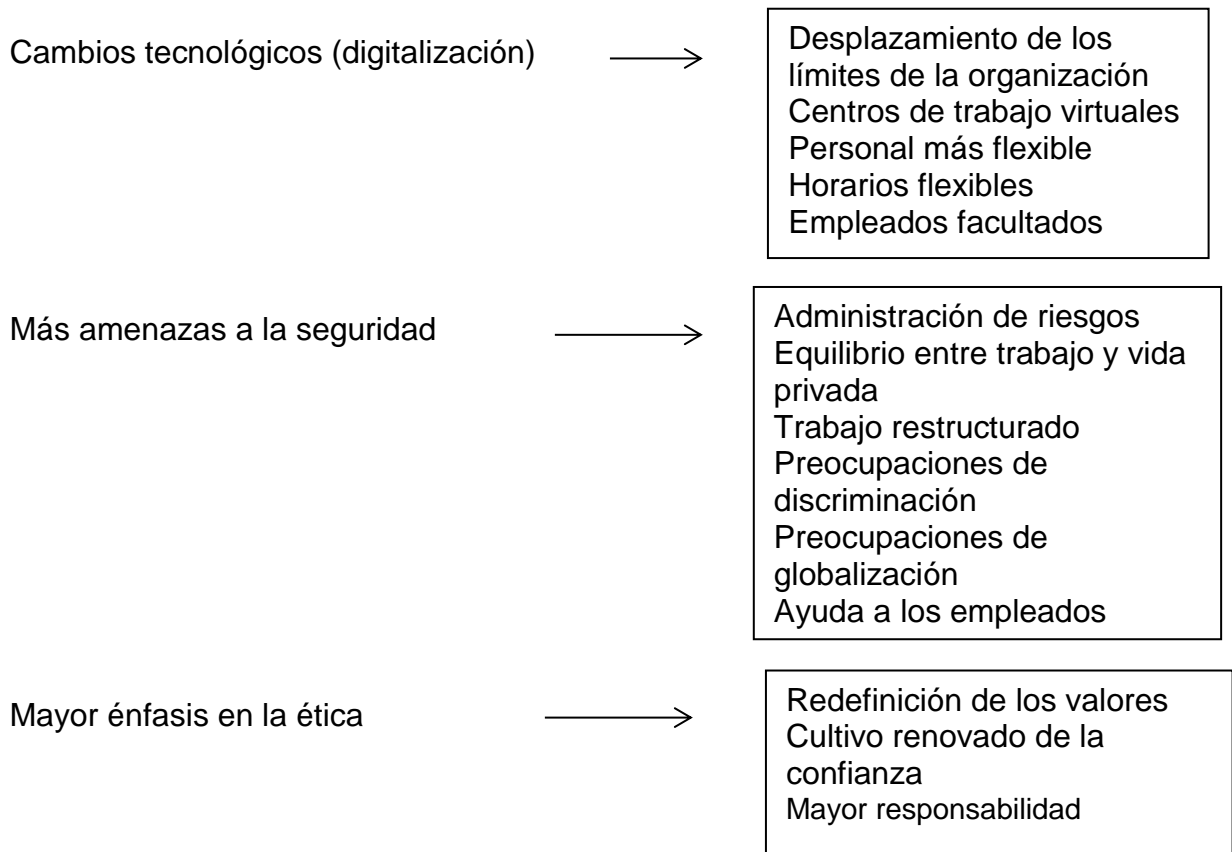 Cambios tecnológicos (digitalización)
Desplazamiento de los
límites de la organización
Centros de trabajo virtuales
Personal más flexible
Horarios flexibles
Empleados facultados
Más amenazas a la seguridad
Administración de riesgos
Equilibrio entre trabajo y vida
privada
Trabajo restructurado
Preocupaciones de
discriminación
Preocupaciones de
globalización
Ayuda a los empleados
Mayor énfasis en la ética
Redefinición de los valores
Cultivo renovado de la
confianza
Mayor responsabilidad